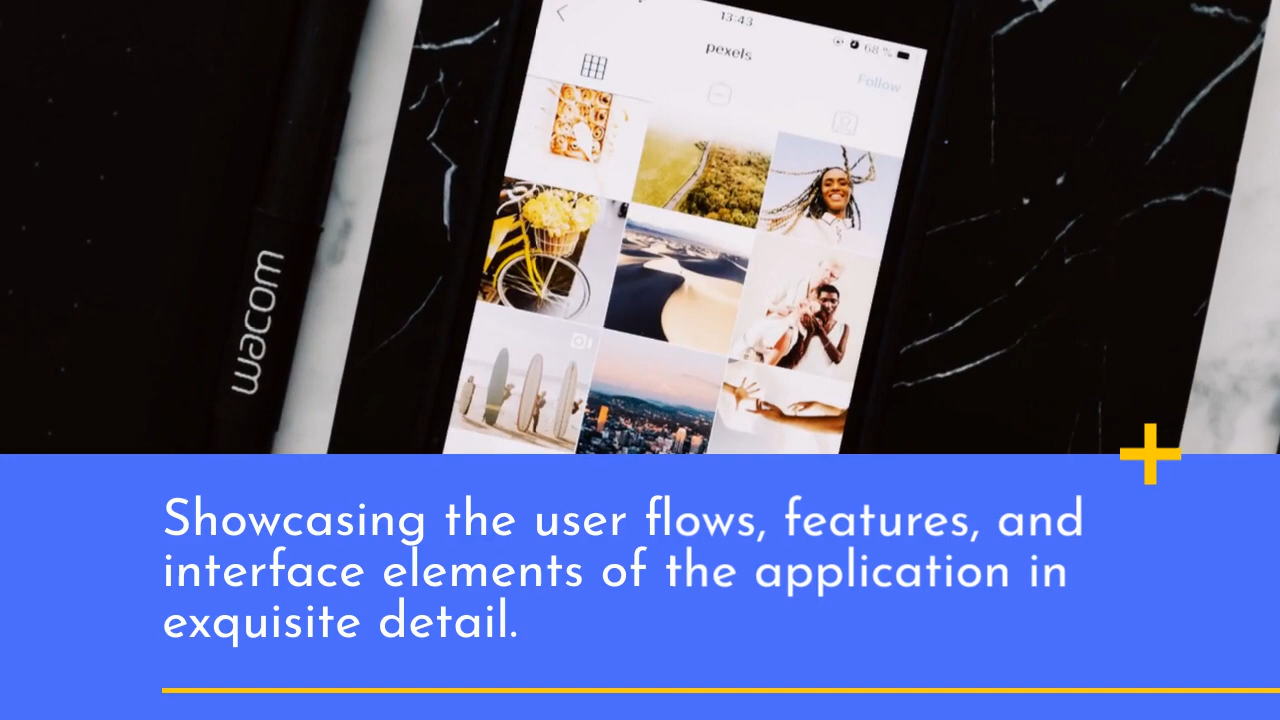 13:43
68 %
pexels
Follow
wacom
Showcasing the user flows, features, and
interface elements of the application in
exquisite detail.